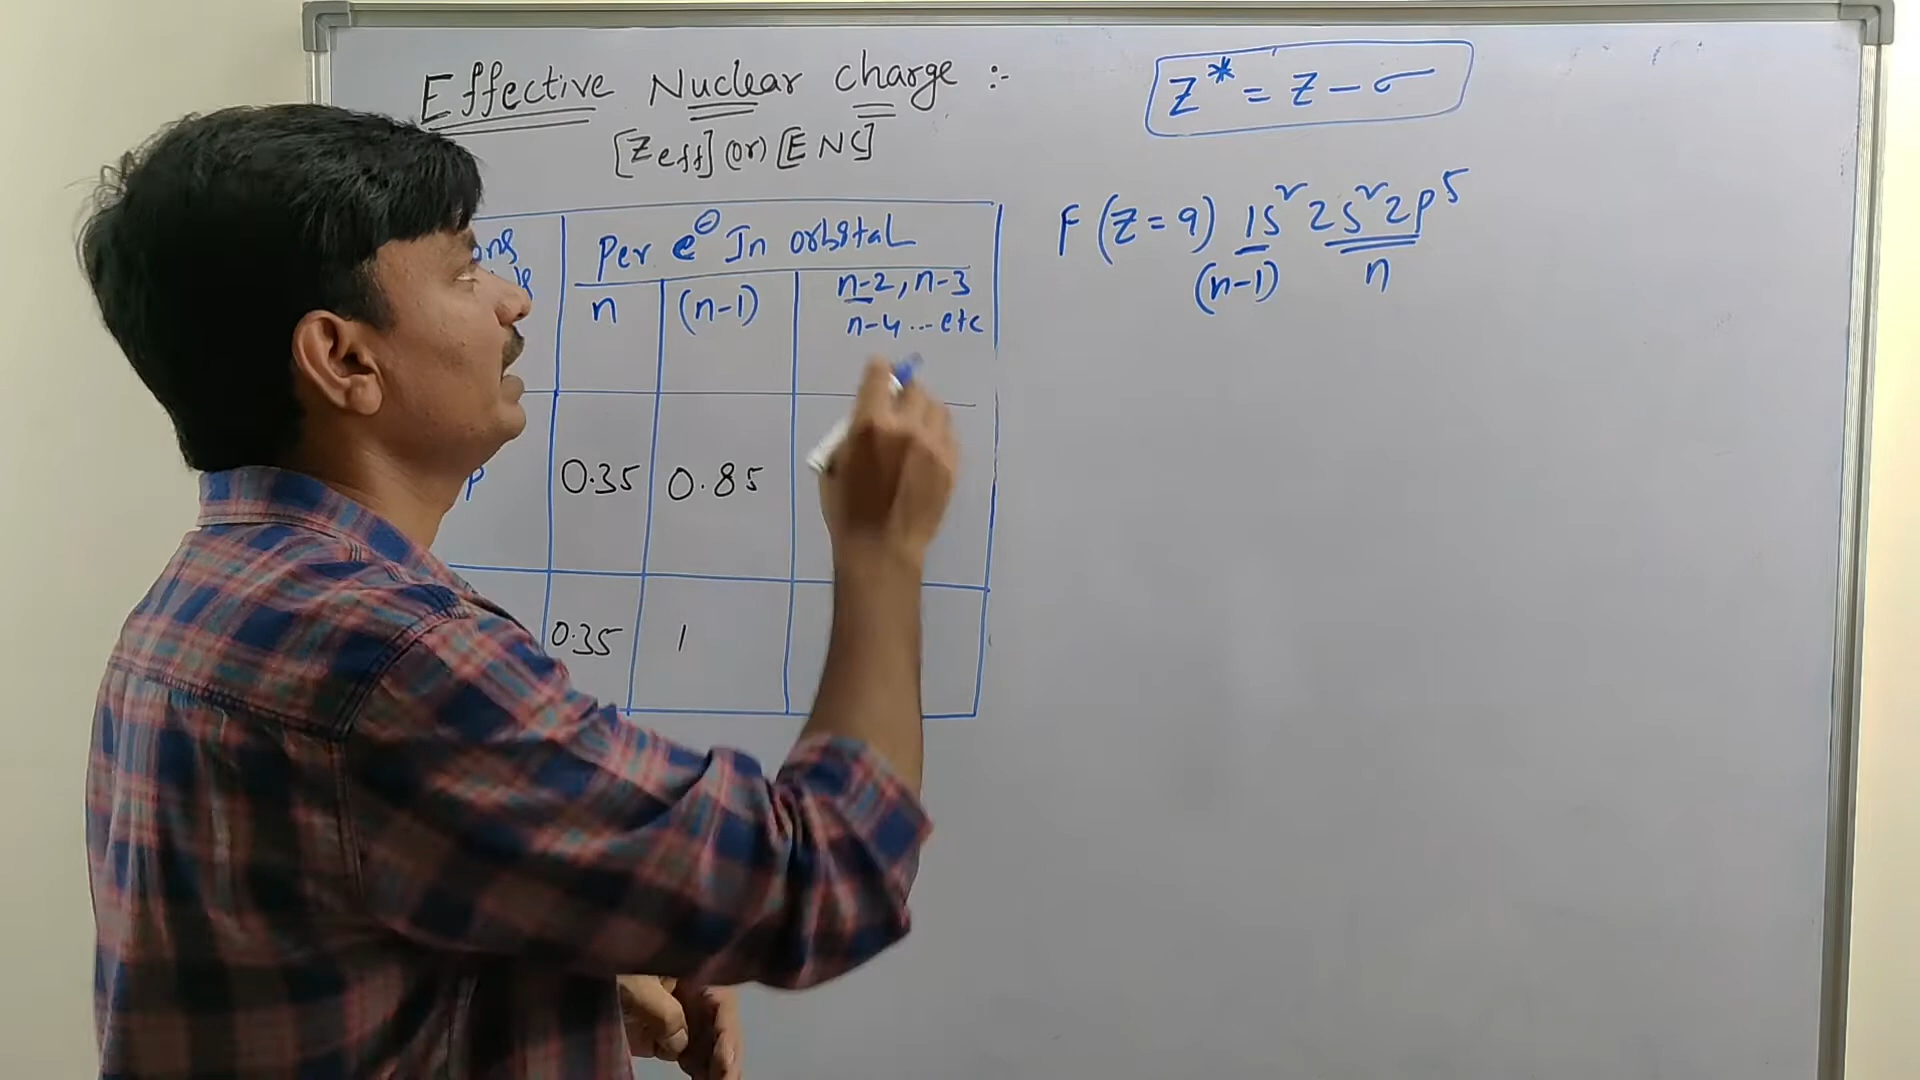 Effective Nuclear charge :-
[Zeff] (or) [ENC]
Z* = Z - σ
F (Z = 9) 1s² 2s² 2p⁵
(n-1) n
Per e⊖ In orbital
n (n-1) n-2, n-3
n-4 ... etc
p 0.35 0.85
0.35 1